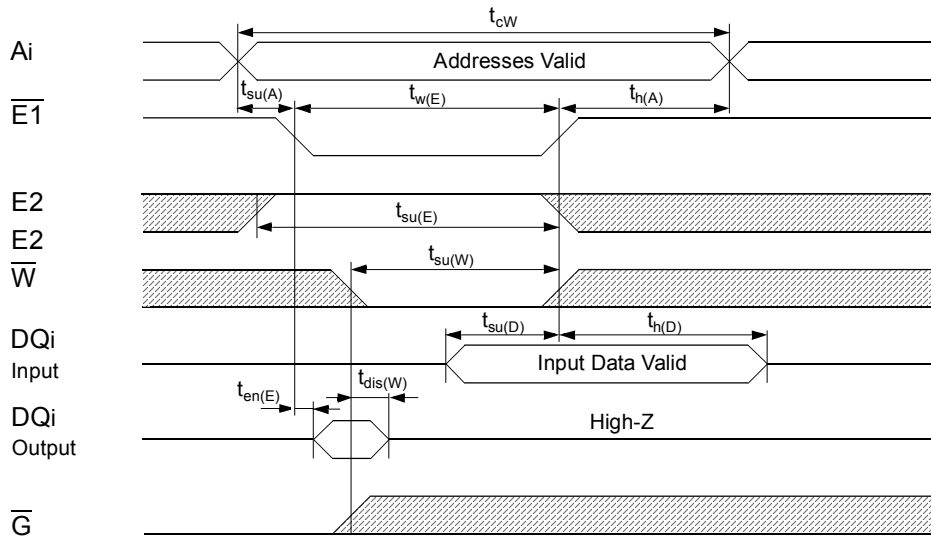 t_cW
Ai
Addresses Valid
t_su(A) t_w(E) t_h(A)
E1
E2
t_su(E)
E2
t_su(W)
W
DQi
t_su(D) t_h(D)
Input
Input Data Valid
t_en(E) t_dis(W)
DQi
High-Z
Output
G